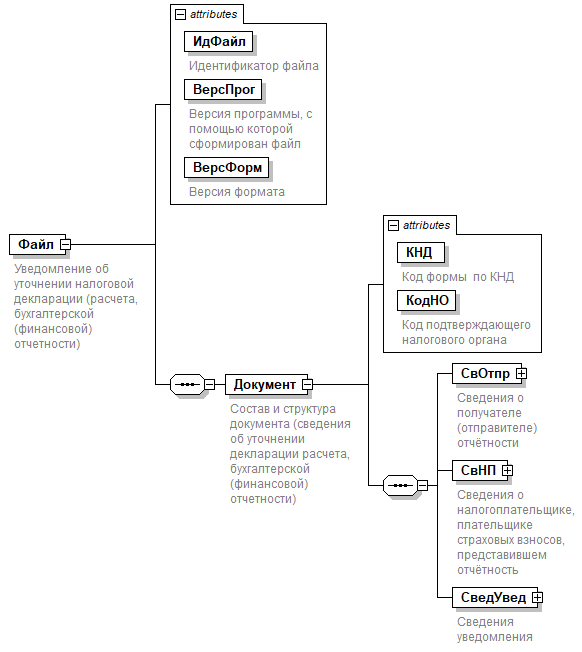 attributes
ИдФайл
Идентификатор файла
ВерсПрог
Версия программы, с
помощью которой
сформирован файл
ВерсФорм
Версия формата
Файл
Уведомление об
уточнении налоговой
декларации (расчета,
бухгалтерской
(финансовой)
отчетности)
Документ
Состав и структура
документа (сведения
об уточнении
декларации расчета,
бухгалтерской
(финансовой)
отчетности)
attributes
КНД
Код формы  по КНД
КодНО
Код подтверждающего
налогового органа
СвОтпр
Сведения о
получателе
(отправителе)
отчётности
СвНП
Сведения о
налогоплательщике,
плательщике
страховых взносов,
представившем
отчётность
СведУвед
Сведения
уведомления